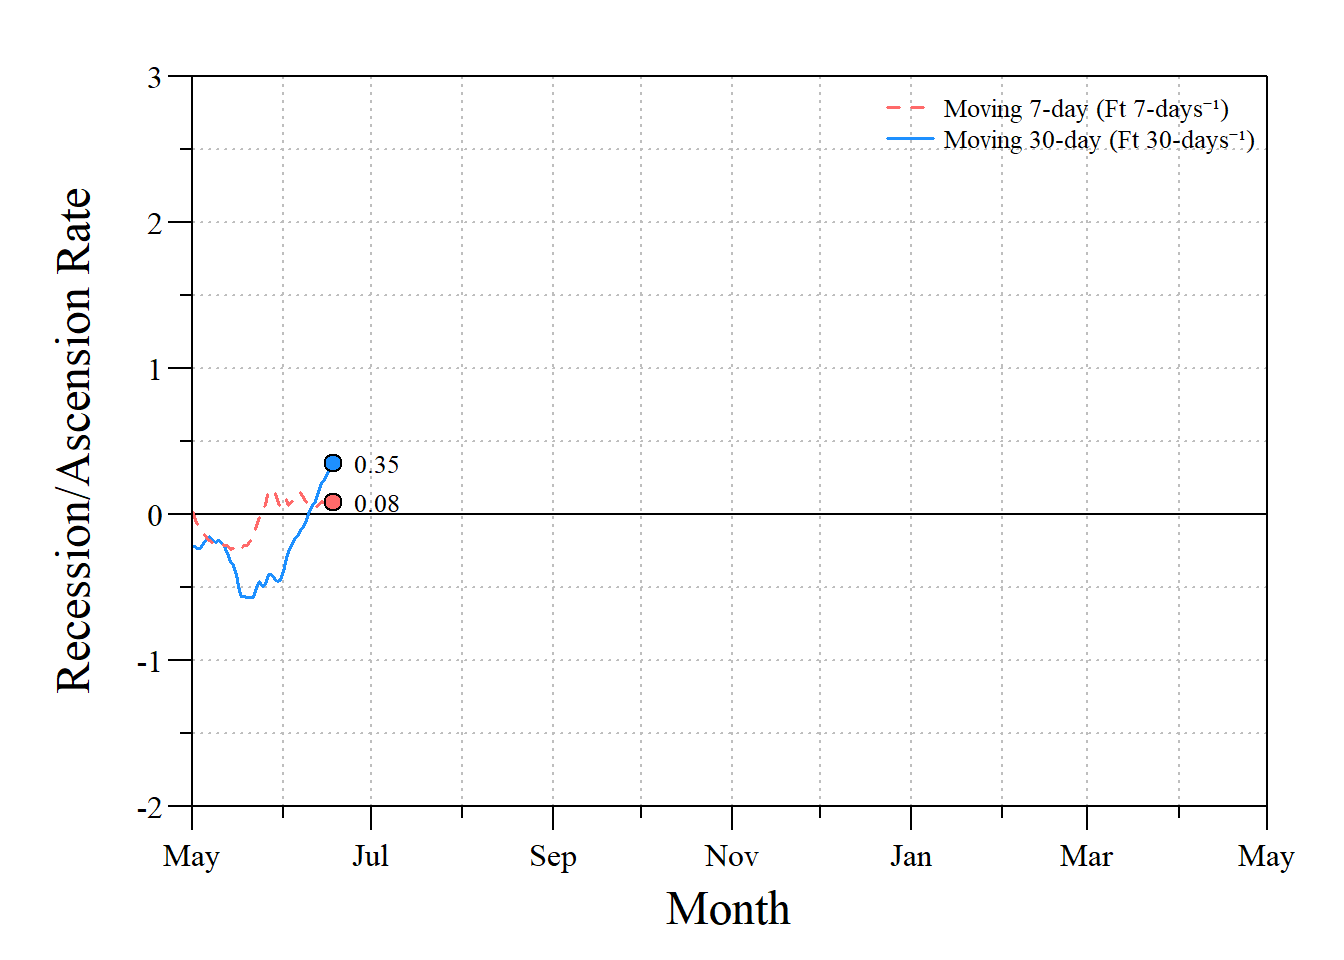 3
2
1
0
-1
-2
Recession/Ascension Rate
Moving 7-day (Ft 7-days⁻¹)
Moving 30-day (Ft 30-days⁻¹)
0.35
0.08
May Jul Sep Nov Jan Mar May
Month